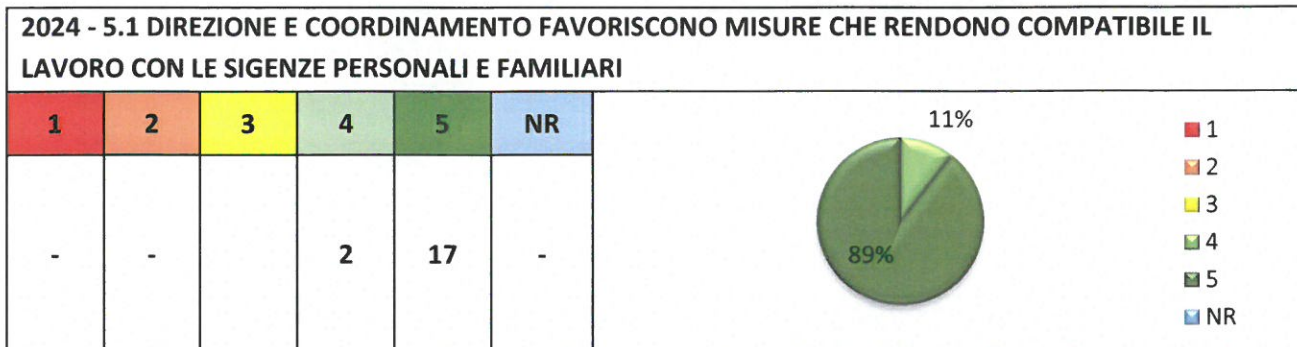 2024 - 5.1 DIREZIONE E COORDINAMENTO FAVORISCONO MISURE CHE RENDONO COMPATIBILE IL
LAVORO CON LE SIGENZE PERSONALI E FAMILIARI
1 2 3 4 5 NR
- - 2 17 -
11%
89%
1
2
3
4
5
NR